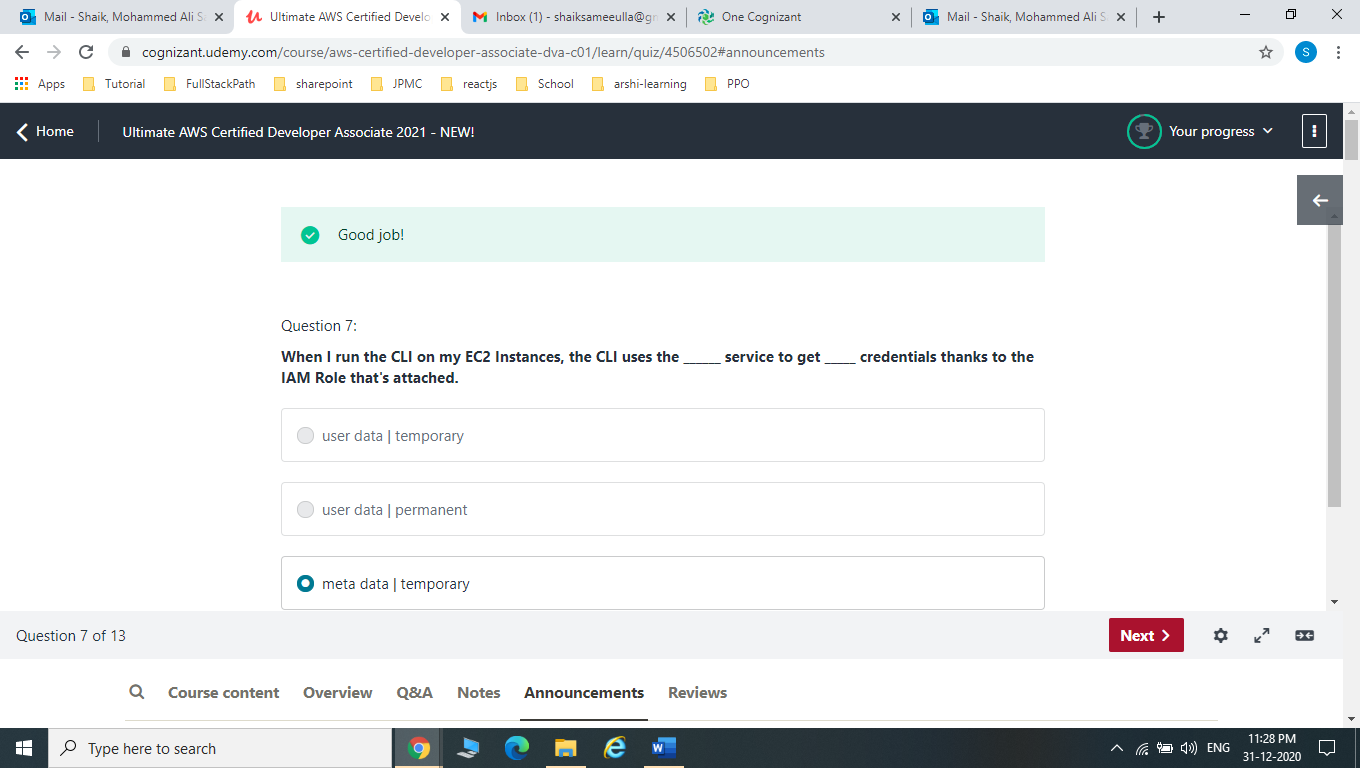 Mail - Shaik, Mohammed Ali S
Ultimate AWS Certified Develo
Inbox (1) - shaiksameeulla@gr
One Cognizant
Mail - Shaik, Mohammed Ali S
cognizant.udemy.com/course/aws-certified-developer-associate-dva-c01/learn/quiz/4506502#announcements
S
Apps Tutorial FullStackPath sharepoint JPMC reactjs School arshi-learning PPO
Home Ultimate AWS Certified Developer Associate 2021 - NEW! Your progress
Good job!
Question 7:
When I run the CLI on my EC2 Instances, the CLI uses the ______ service to get _____ credentials thanks to the
IAM Role that's attached.
user data | temporary
user data | permanent
meta data | temporary
Question 7 of 13 Next
Course content Overview Q&A Notes Announcements Reviews
Type here to search
ENG
11:28 PM
31-12-2020